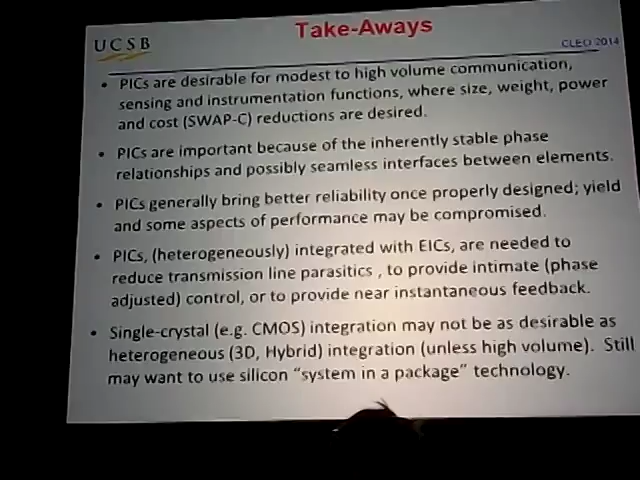 Take-Aways
UCSB
CLEO 2014
• PICs are desirable for modest to high volume communication,
sensing and instrumentation functions, where size, weight, power
and cost (SWAP-C) reductions are desired.
• PICs are important because of the inherently stable phase
relationships and possibly seamless interfaces between elements.
• PICs generally bring better reliability once properly designed; yield
and some aspects of performance may be compromised.
• PICs, (heterogeneously) integrated with EICs, are needed to
reduce transmission line parasitics , to provide intimate (phase
adjusted) control, or to provide near instantaneous feedback.
• Single-crystal (e.g. CMOS) integration may not be as desirable as
heterogeneous (3D, Hybrid) integration (unless high volume). Still
may want to use silicon “system in a package” technology.